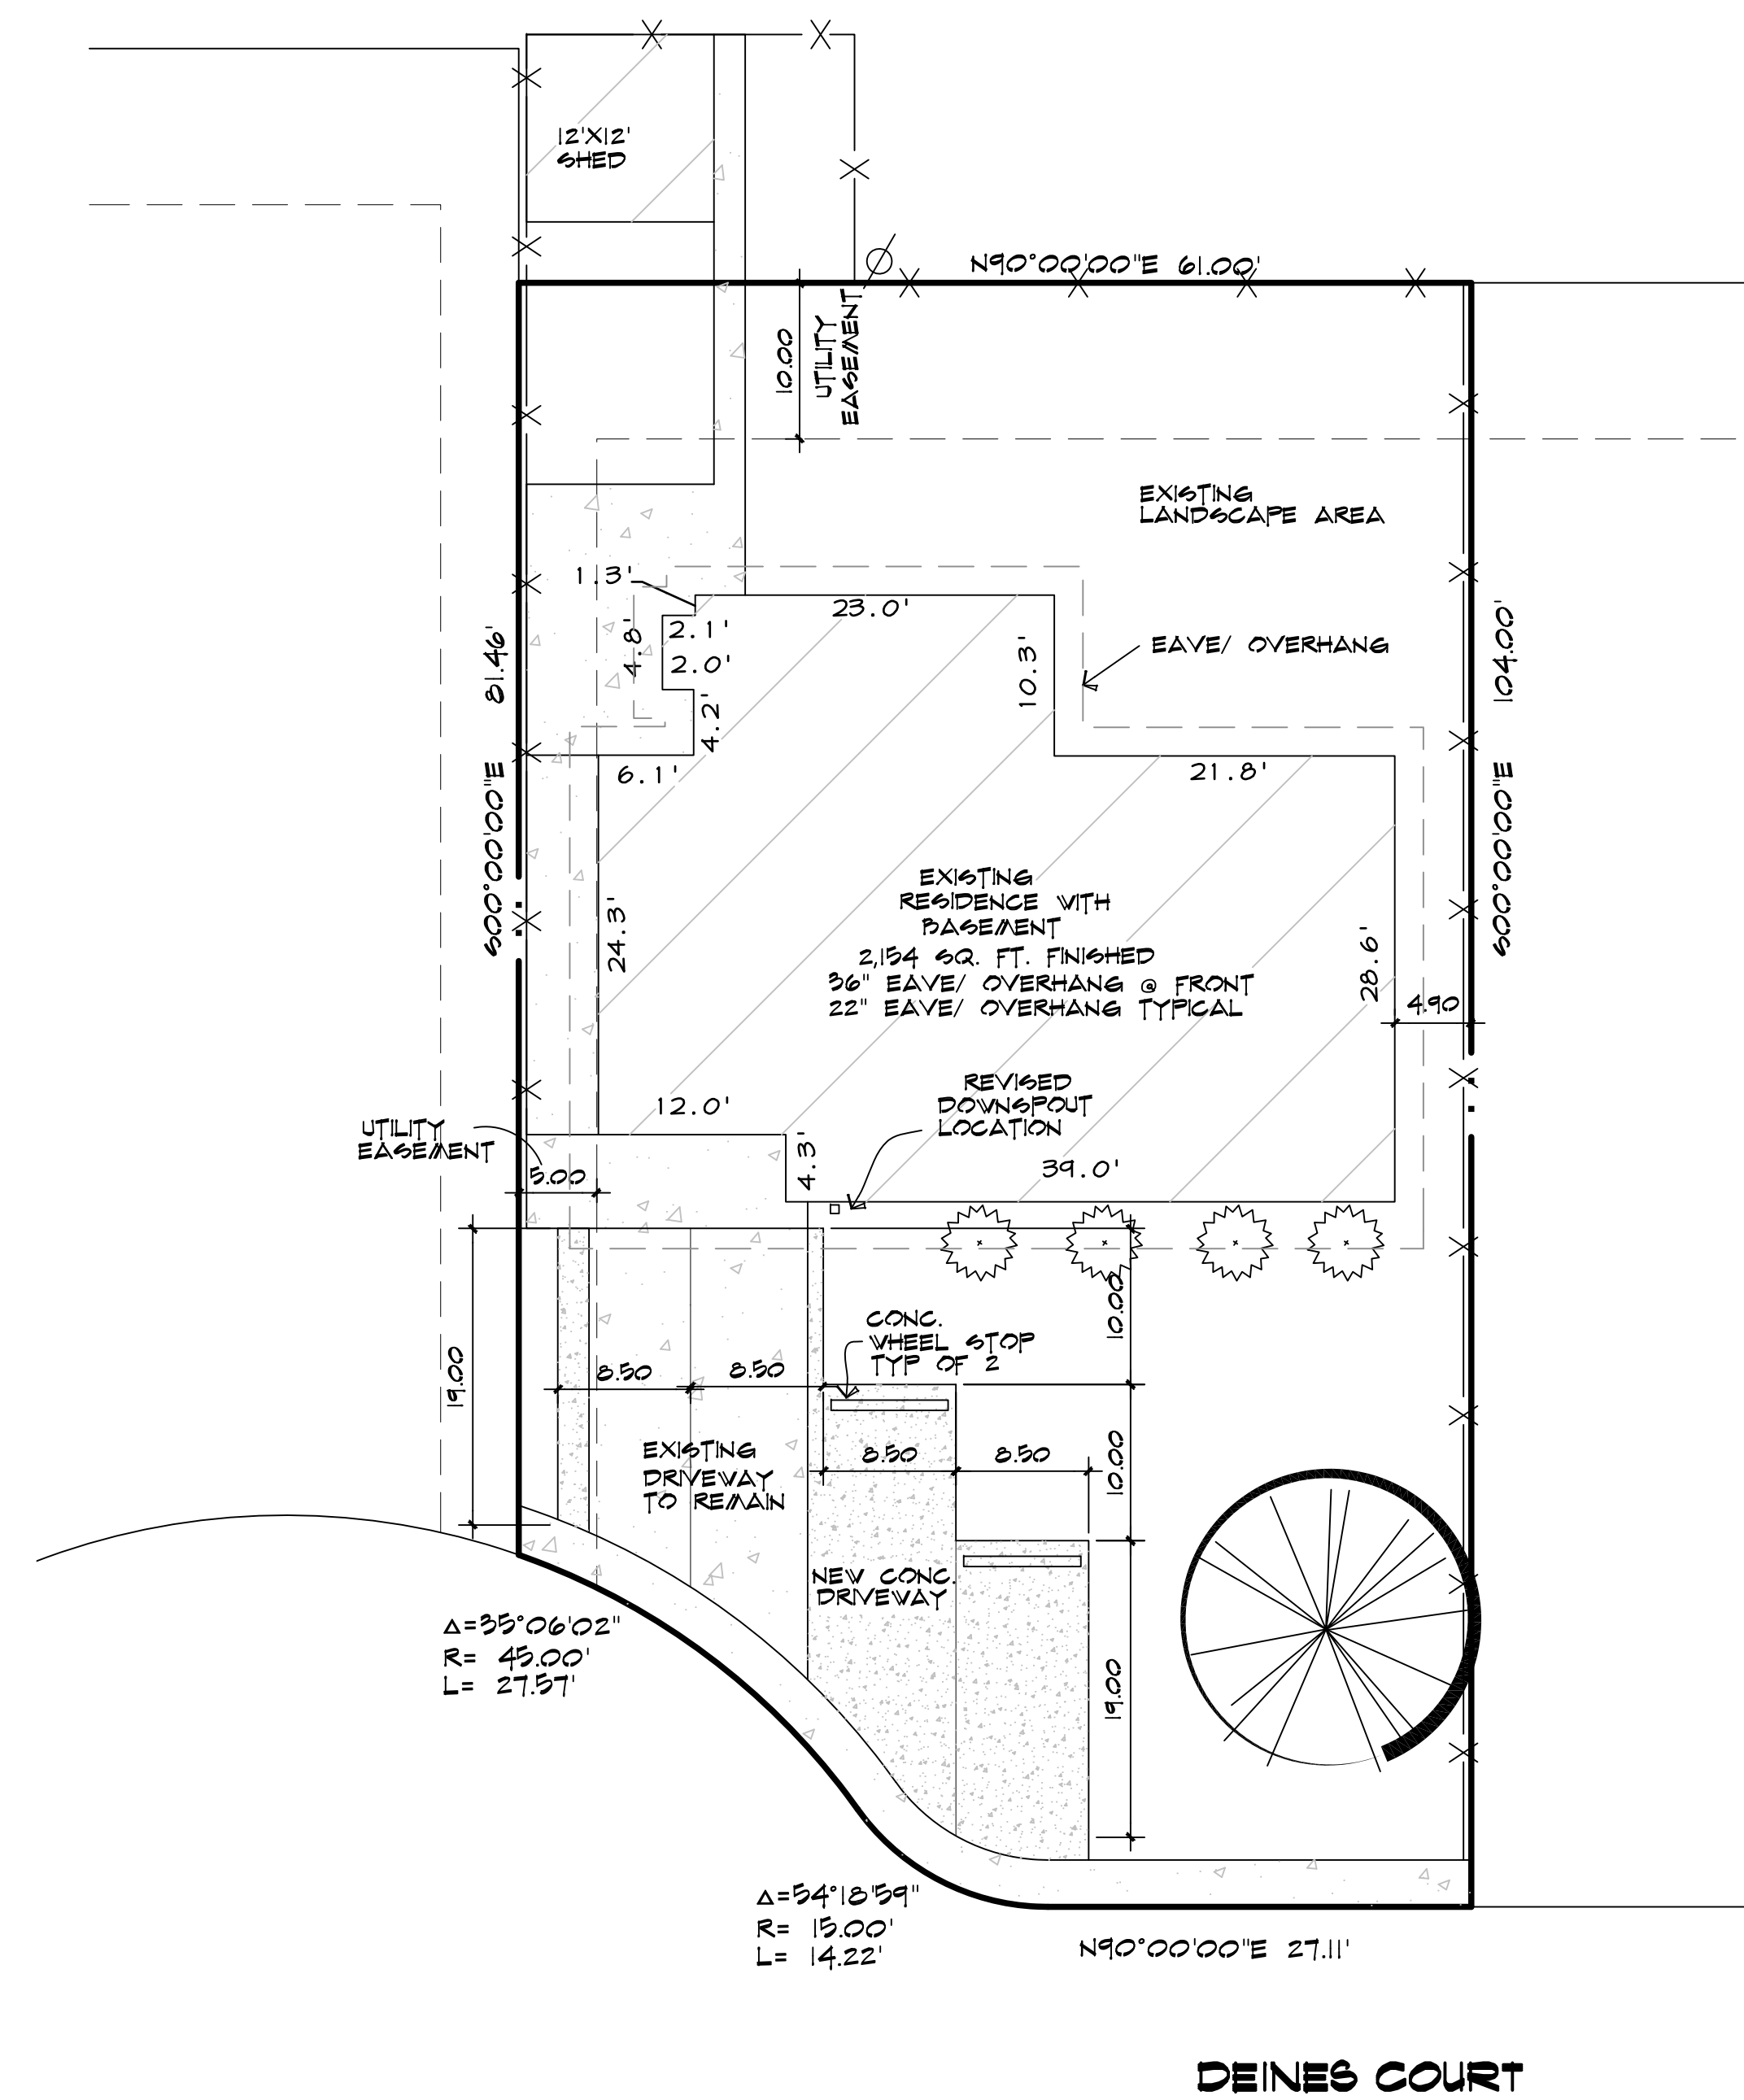 12'X12'
SHED
N90°00'00"E 61.00'
10.00
UTILITY
EASEMENT
EXISTING
LANDSCAPE AREA
1.3'
23.0'
2.1'
4.8'
2.0'
10.3'
EAVE/ OVERHANG
4.2'
6.1'
21.8'
S00°00'00"E 81.46'
S00°00'00"E 104.00'
24.3'
EXISTING
RESIDENCE WITH
BASEMENT
2,154 SQ. FT. FINISHED
36" EAVE/ OVERHANG @ FRONT
22" EAVE/ OVERHANG TYPICAL
28.6'
4.90
12.0'
REVISED
DOWNSPOUT
LOCATION
UTILITY
EASEMENT
5.00
4.3'
39.0'
10.00
CONC.
WHEEL STOP
TYP OF 2
19.00
8.50
8.50
EXISTING
DRIVEWAY
TO REMAIN
8.50
8.50
10.00
NEW CONC.
DRIVEWAY
19.00
Δ=35°06'02"
R= 45.00'
L= 27.57'
Δ=54°18'59"
R= 15.00'
L= 14.22'
N90°00'00"E 27.11'
DEINES COURT